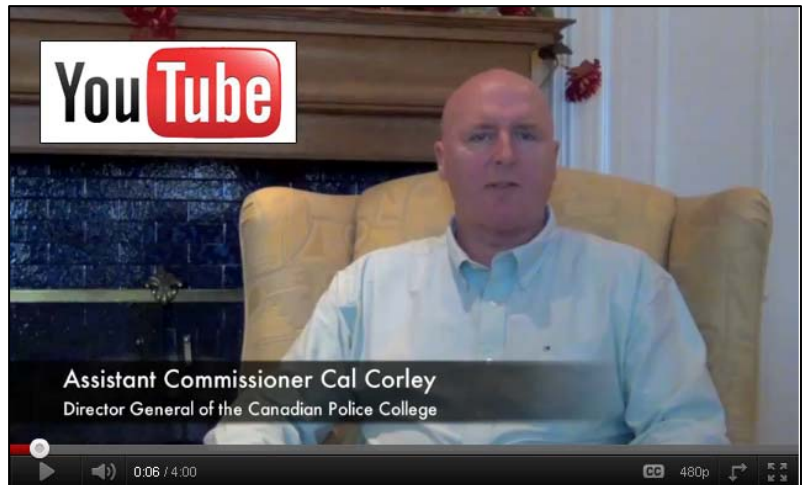 YouTube
Assistant Commissioner Cal Corley
Director General of the Canadian Police College
0:06 / 4:00
CC
480p